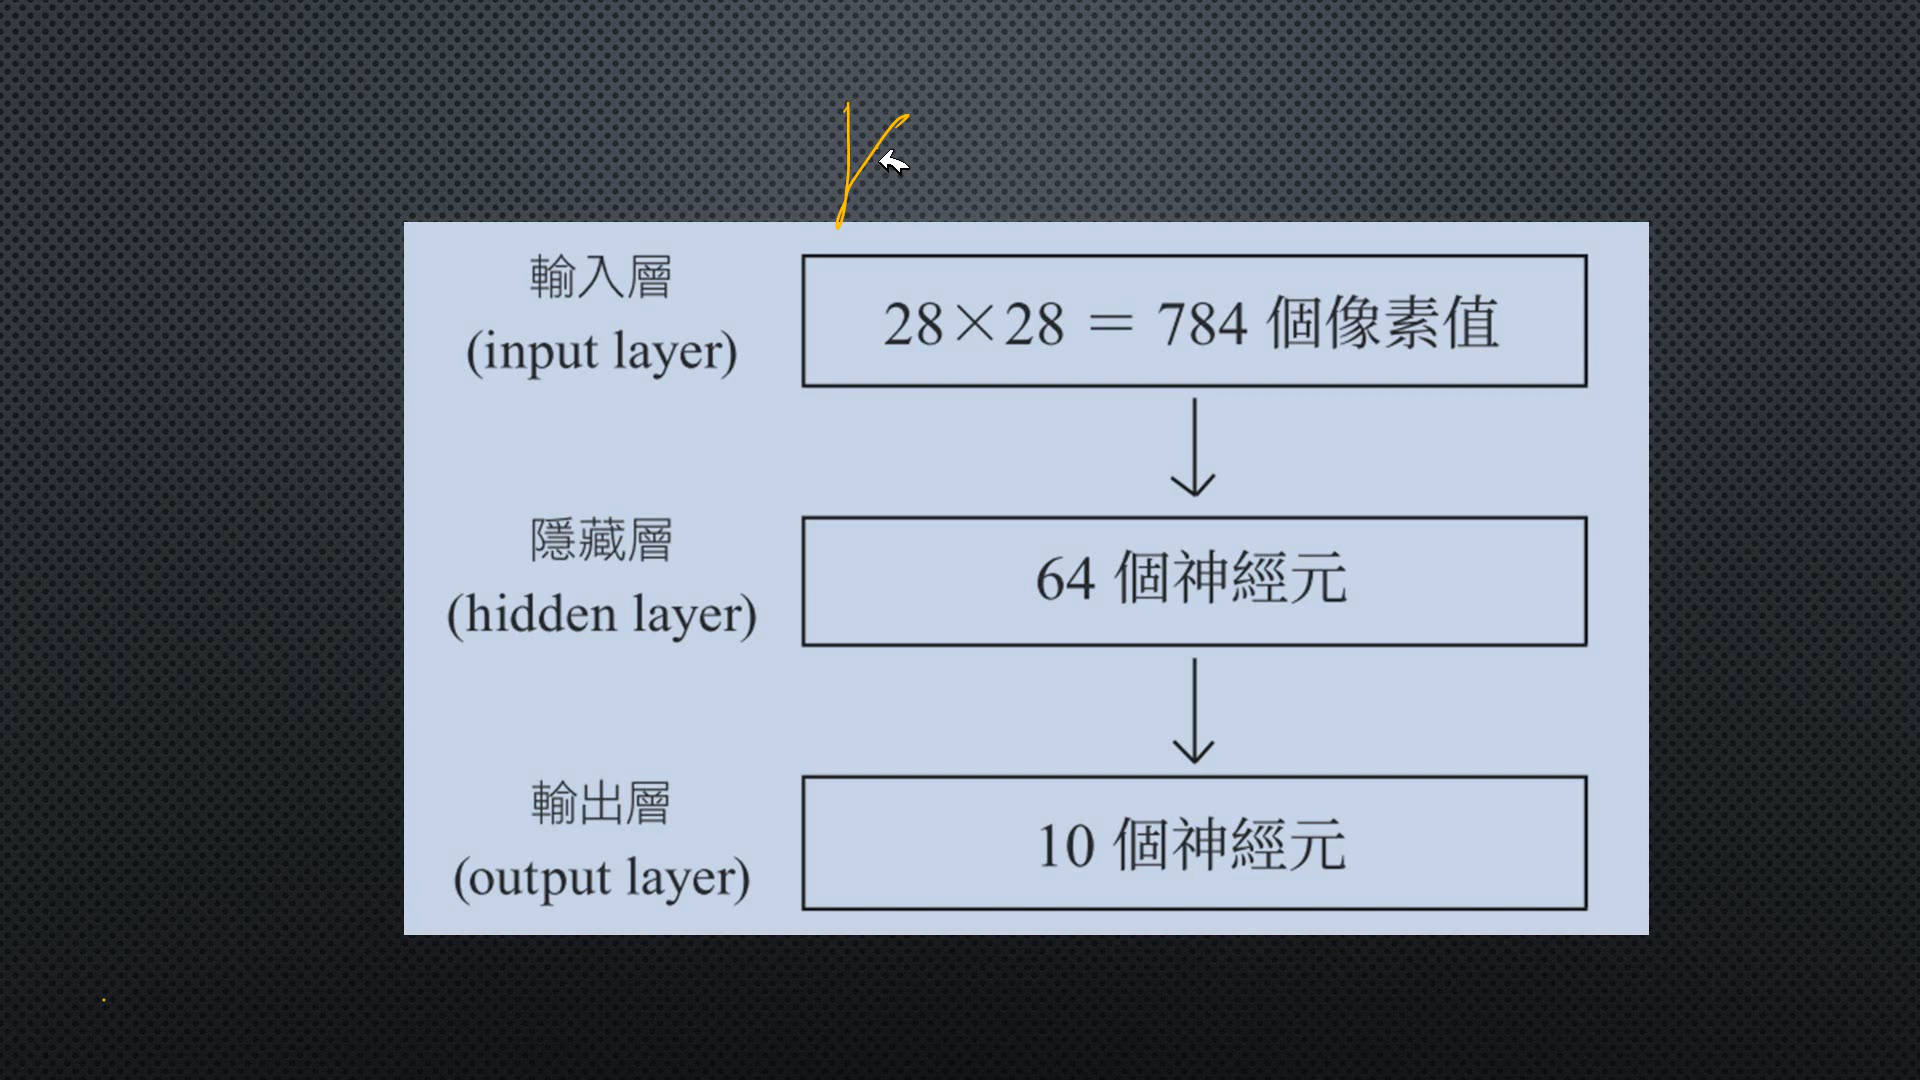 輸入層
(input layer)
28×28 = 784 個像素值
隱藏層
(hidden layer)
64 個神經元
輸出層
(output layer)
10 個神經元